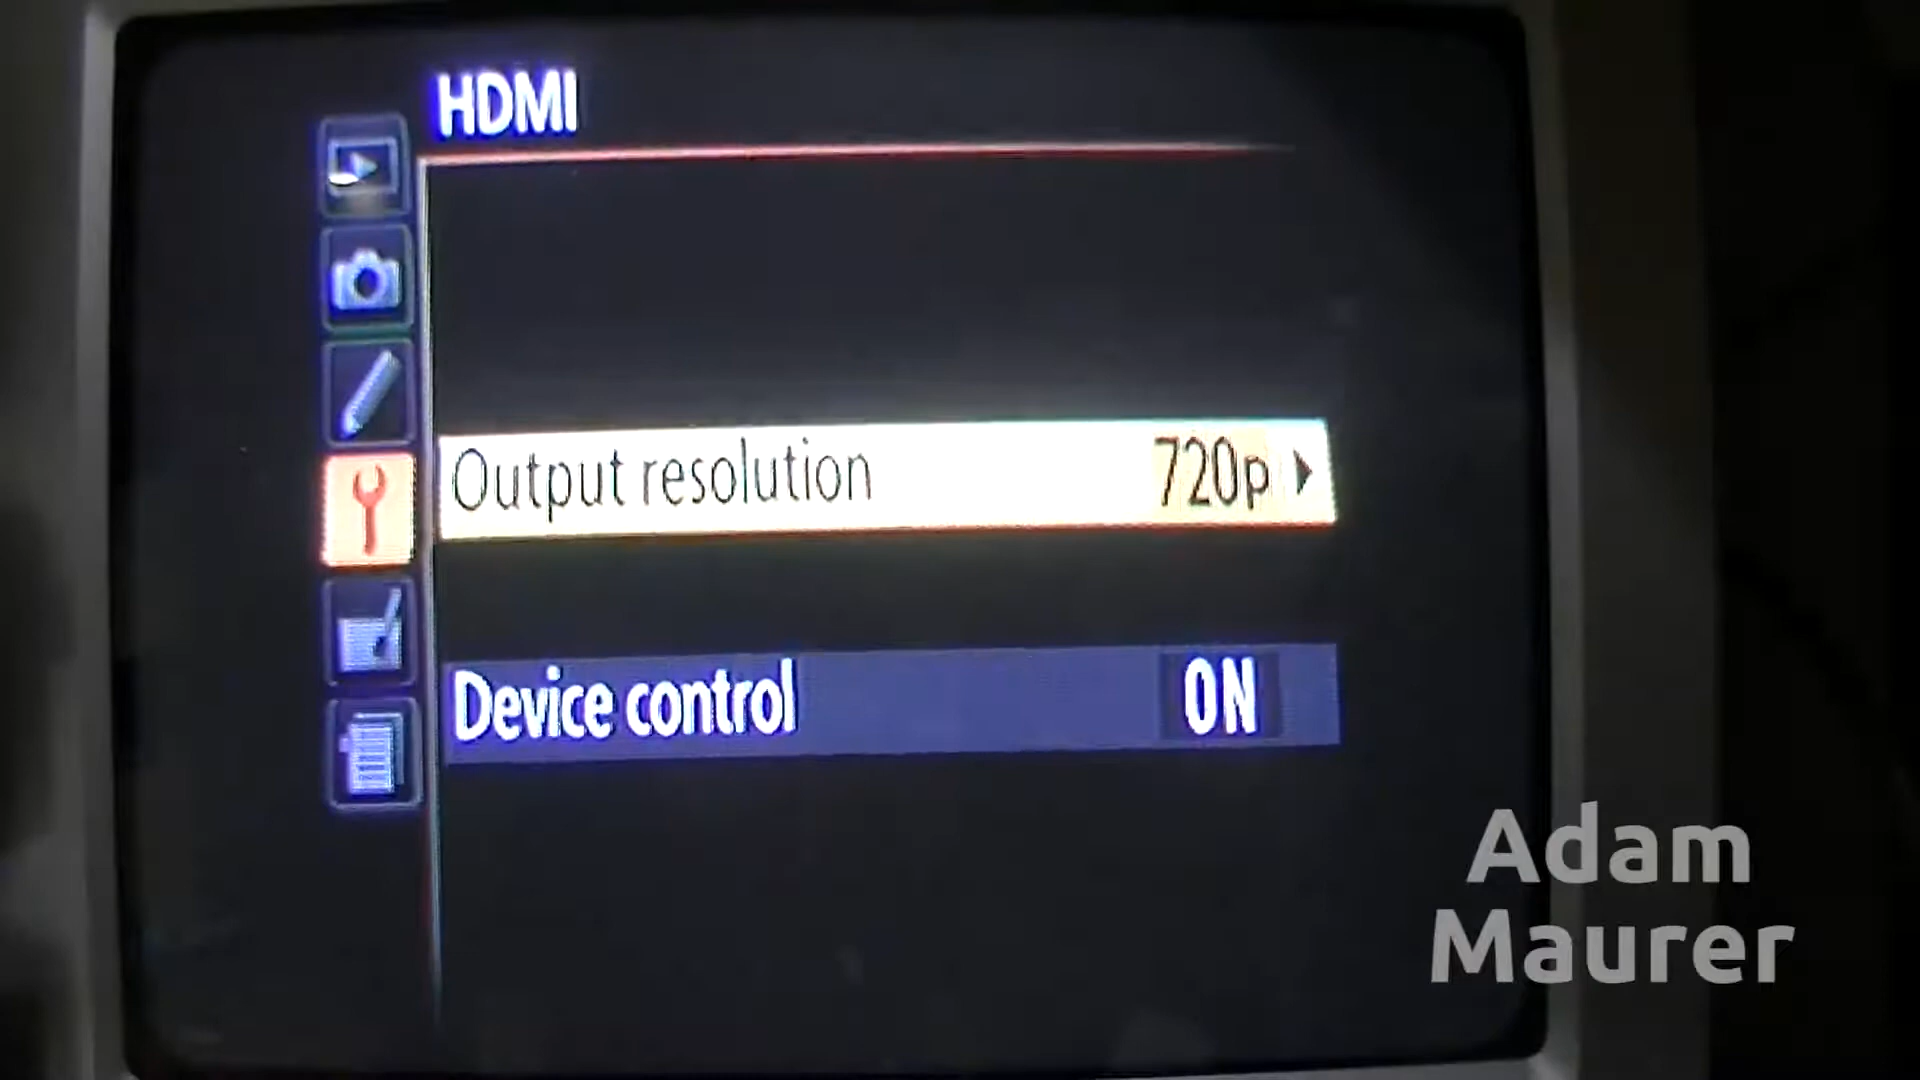 HDMI
Output resolution 720p
Device control ON
Adam
Maurer